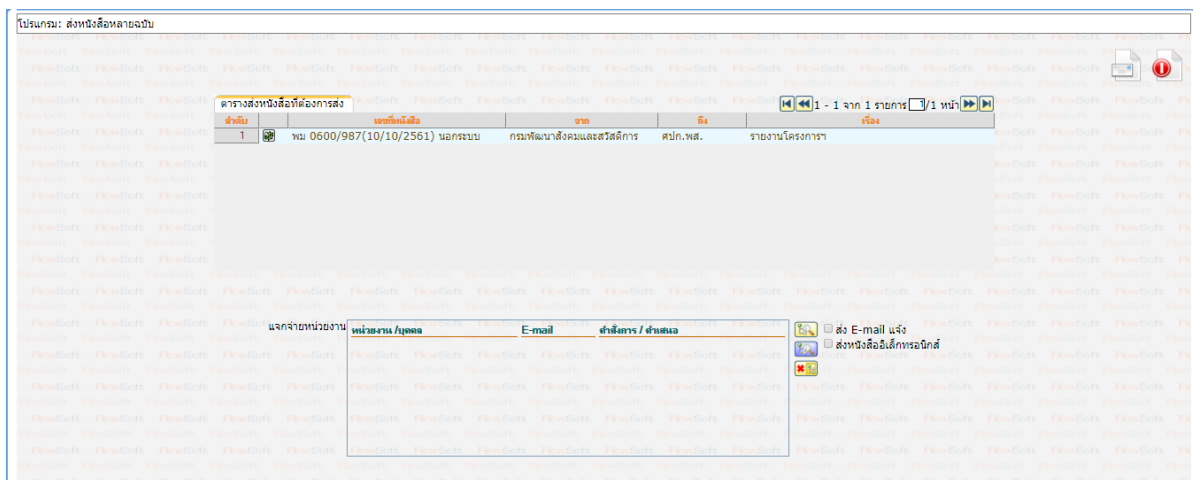 โปรแกรม: ส่งหนังสือหลายฉบับ
ตารางส่งหนังสือที่ต้องการส่ง 1 - 1 จาก 1 รายการ 1/1 หน้า
ลำดับ เลขที่หนังสือ จาก ถึง เรื่อง
1 พม 0600/987(10/10/2561) นอกระบบ กรมพัฒนาสังคมและสวัสดิการ ศปก.พส. รายงานโครงการฯ
แจกจ่ายหน่วยงาน หน่วยงาน/บุคคล E-mail คำสั่งการ / คำเสนอ ส่ง E-mail แจ้ง
ส่งหนังสืออิเล็กทรอนิกส์